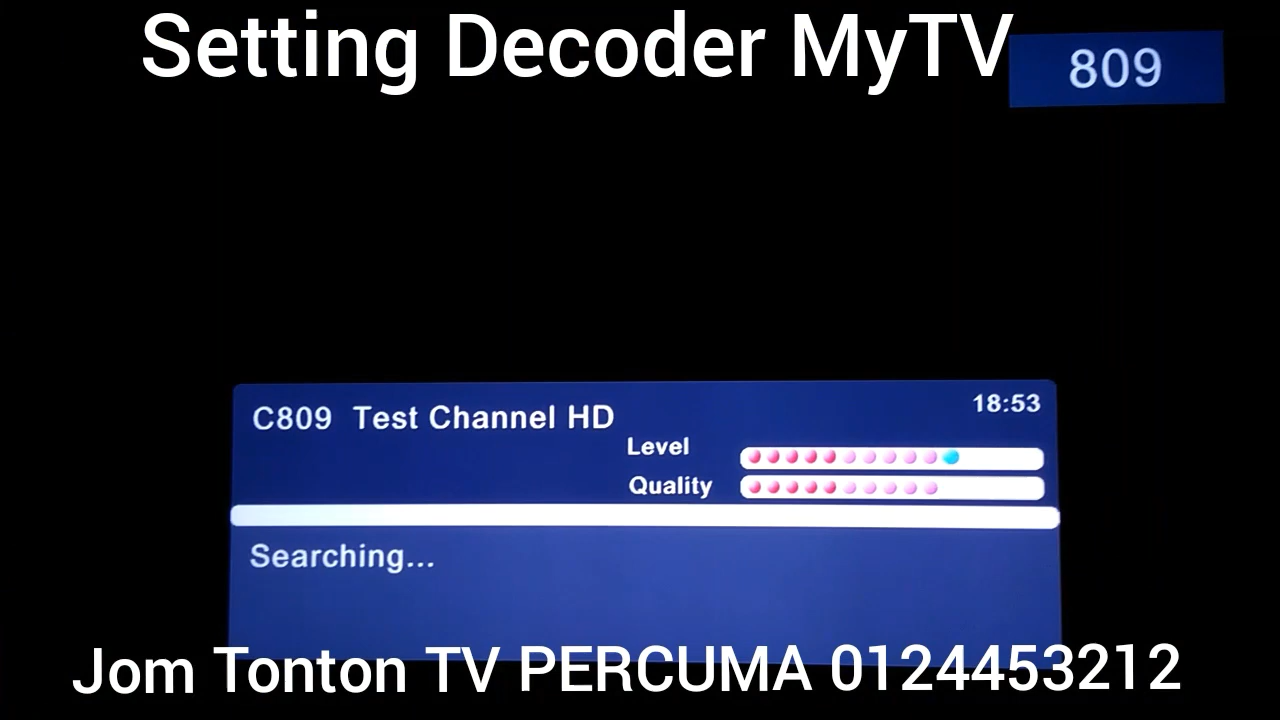 Setting Decoder MyTV
809
C809 Test Channel HD
18:53
Level
Quality
Searching...
Jom Tonton TV PERCUMA 0124453212